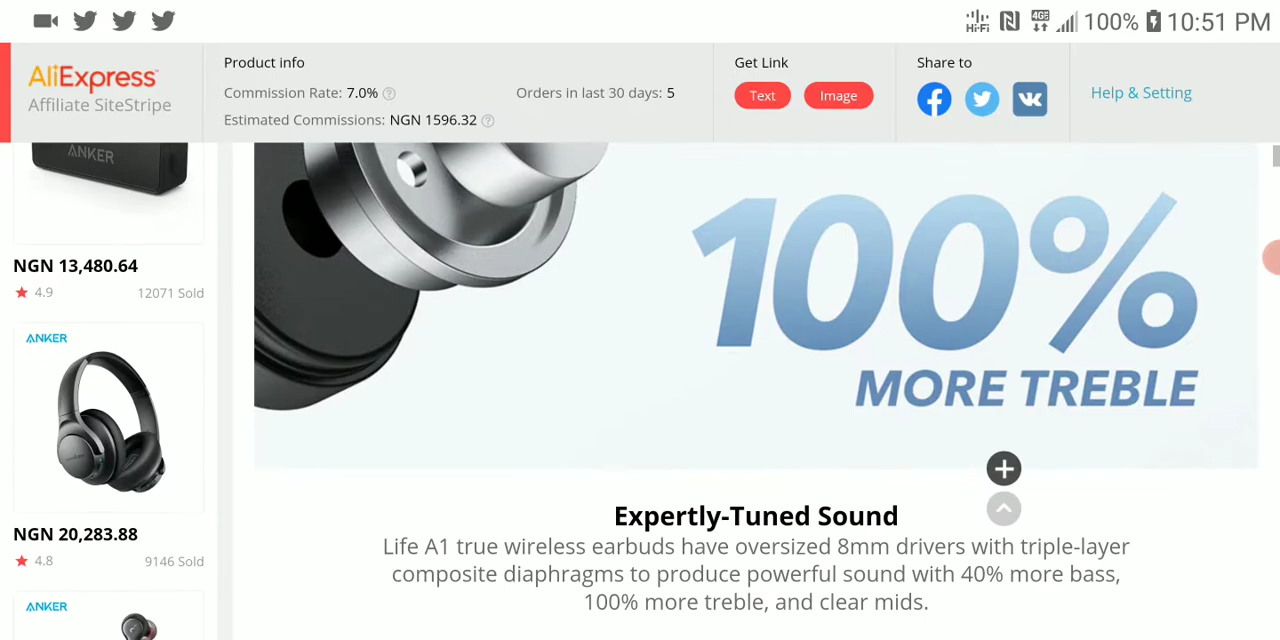 Hi-Fi
4GE
100%
10:51 PM
AliExpress™
Affiliate SiteStripe
Product info
Commission Rate: 7.0% ?
Orders in last 30 days: 5
Estimated Commissions: NGN 1596.32 ?
Get Link
Text
Image
Share to
Help & Setting
ANKER
NGN 13,480.64
4.9
12071 Sold
ANKER
NGN 20,283.88
4.8
9146 Sold
ANKER
100%
MORE TREBLE
Expertly-Tuned Sound
Life A1 true wireless earbuds have oversized 8mm drivers with triple-layer
composite diaphragms to produce powerful sound with 40% more bass,
100% more treble, and clear mids.